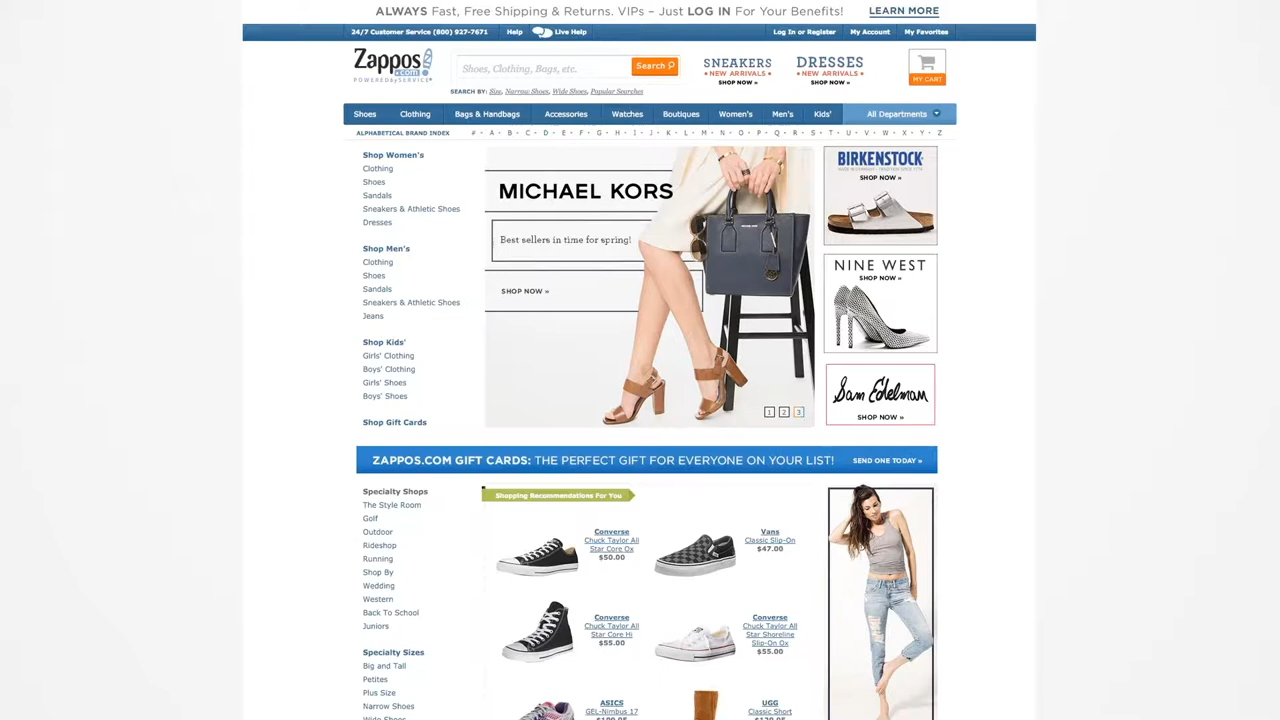 ALWAYS Fast, Free Shipping & Returns. VIPs – Just LOG IN For Your Benefits! LEARN MORE
24/7 Customer Service (800) 927-7671 Help Live Help Log In or Register My Account My Favorites
Zappos
.com
POWERED by SERVICE®
Shoes, Clothing, Bags, etc. Search
SEARCH BY: Size, Narrow Shoes, Wide Shoes, Popular Searches
SNEAKERS
• NEW ARRIVALS •
SHOP NOW »
DRESSES
• NEW ARRIVALS •
SHOP NOW »
MY CART
Shoes Clothing Bags & Handbags Accessories Watches Boutiques Women's Men's Kids' All Departments
ALPHABETICAL BRAND INDEX # • A • B • C • D • E • F • G • H • I • J • K • L • M • N • O • P • Q • R • S • T • U • V • W • X • Y • Z
Shop Women's
Clothing
Shoes
Sandals
Sneakers & Athletic Shoes
Dresses
Shop Men's
Clothing
Shoes
Sandals
Sneakers & Athletic Shoes
Jeans
Shop Kids'
Girls' Clothing
Boys' Clothing
Girls' Shoes
Boys' Shoes
Shop Gift Cards
MICHAEL KORS
Best sellers in time for spring!
SHOP NOW »
MICHAEL KORS
1 2 3
BIRKENSTOCK
SHOP NOW »
NINE WEST
SHOP NOW »
Sam Edelman
SHOP NOW »
ZAPPOS.COM GIFT CARDS: THE PERFECT GIFT FOR EVERYONE ON YOUR LIST! SEND ONE TODAY »
Specialty Shops
The Style Room
Golf
Outdoor
Rideshop
Running
Shop By
Wedding
Western
Back To School
Juniors
Specialty Sizes
Big and Tall
Petites
Plus Size
Narrow Shoes
Wide Shoes
Shopping Recommendations For You
Converse
Chuck Taylor All
Star Core Ox
$50.00
Vans
Classic Slip-On
$47.00
Converse
Chuck Taylor All
Star Core Hi
$55.00
Converse
Chuck Taylor All
Star Shoreline
Slip-On Ox
$55.00
ASICS
GEL-Nimbus 17
UGG
Classic Short